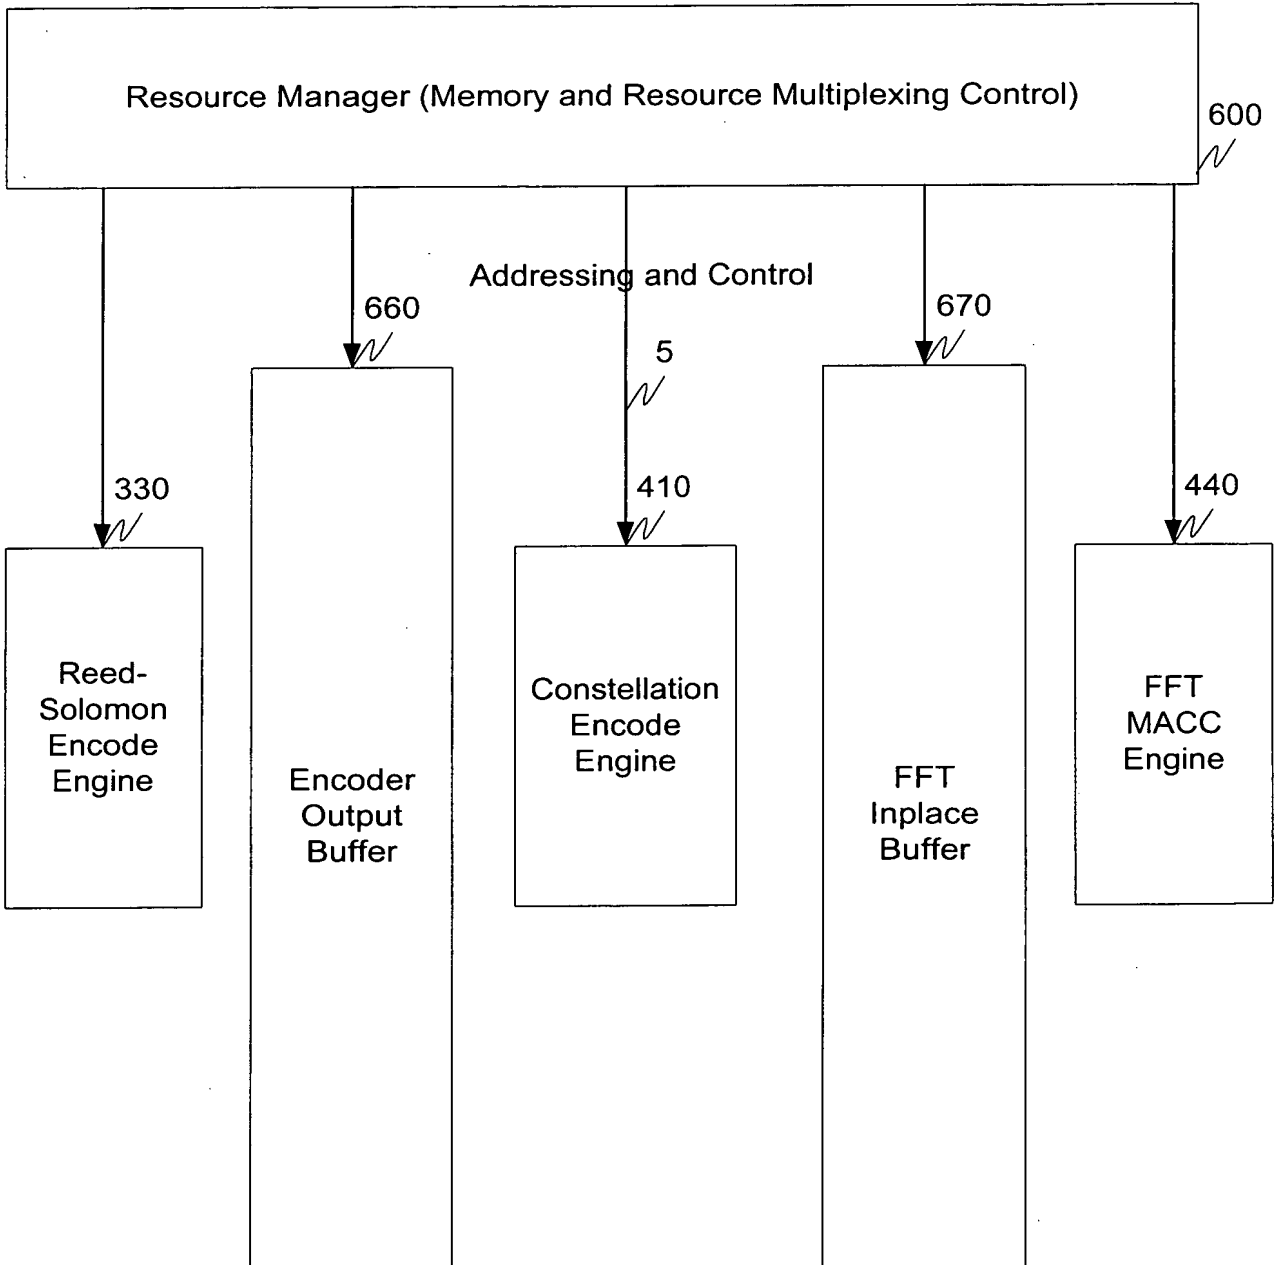 Resource Manager (Memory and Resource Multiplexing Control)
600
Addressing and Control
660
670
5
330
410
440
Reed-
Solomon
Encode
Engine
Encoder
Output
Buffer
Constellation
Encode
Engine
FFT
Inplace
Buffer
FFT
MACC
Engine